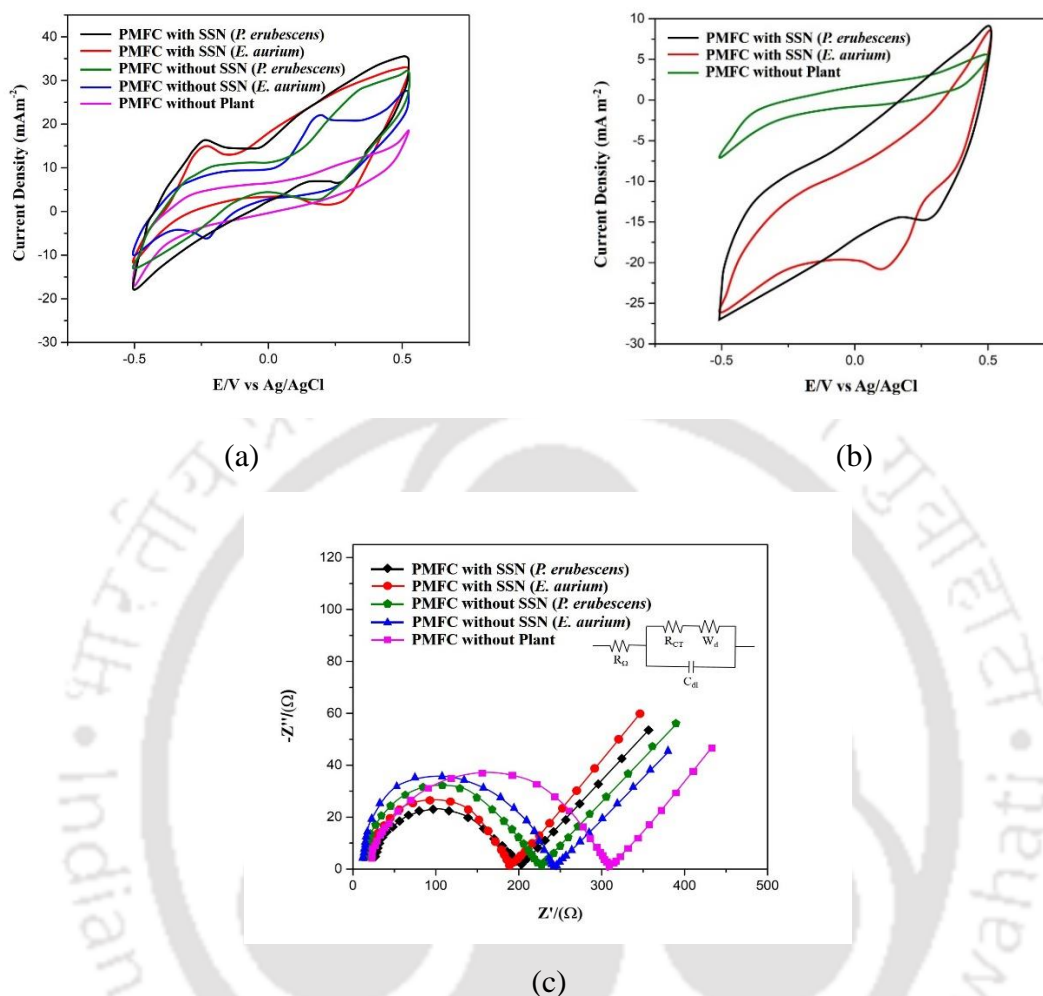 PMFC with SSN (P. erubescens)
PMFC with SSN (E. aurium)
PMFC without SSN (P. erubescens)
PMFC without SSN (E. aurium)
PMFC without Plant
Current Density (mAm-2)
40
30
20
10
0
-10
-20
-30
-0.5
0.0
0.5
E/V vs Ag/AgCl
(a)
PMFC with SSN (P. erubescens)
PMFC with SSN (E. aurium)
PMFC without Plant
Current Density (mA m-2)
10
5
0
-5
-10
-15
-20
-25
-30
-0.5
0.0
0.5
E/V vs Ag/AgCl
(b)
PMFC with SSN (P. erubescens)
PMFC with SSN (E. aurium)
PMFC without SSN (P. erubescens)
PMFC without SSN (E. aurium)
PMFC without Plant
RΩ
RCT
Wd
Cdl
-Z''/(Ω)
120
100
80
60
40
20
0
0
100
200
300
400
500
Z'/(Ω)
(c)
Indian
wahati